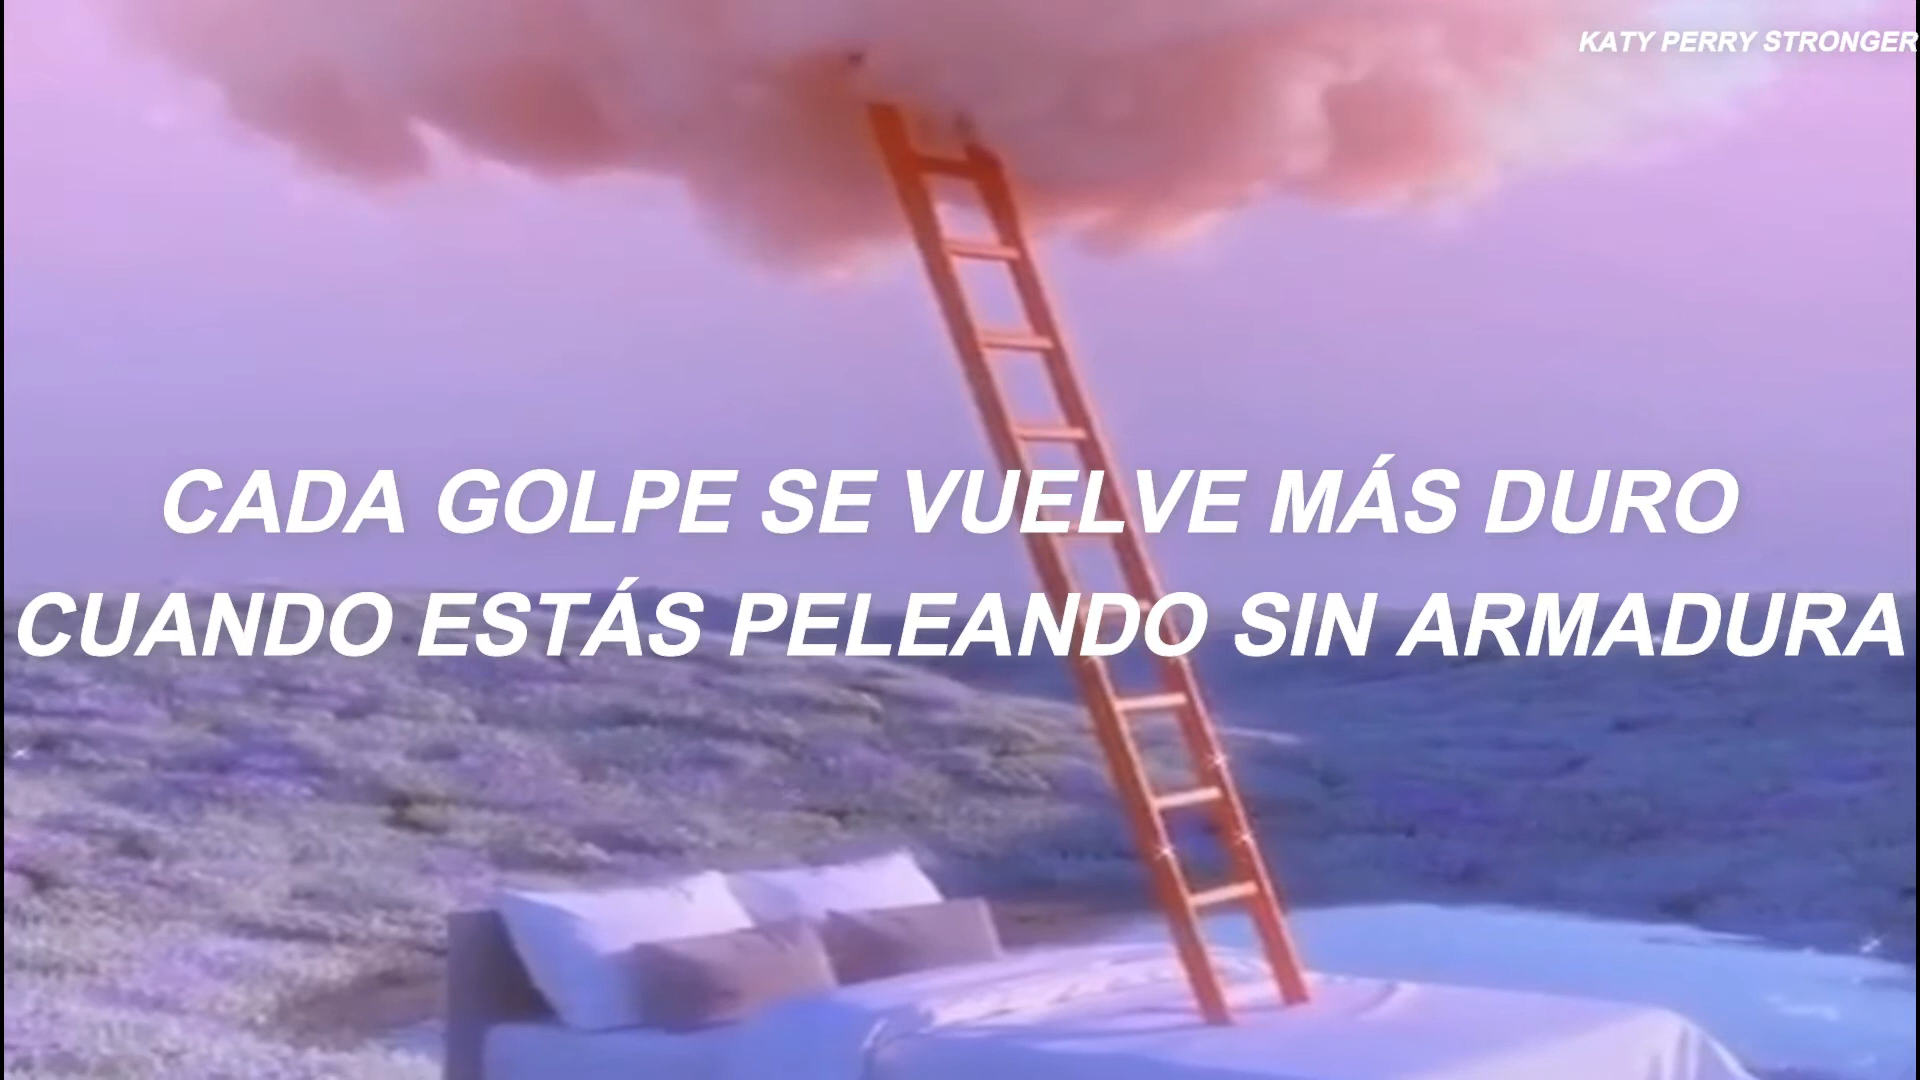 KATY PERRY STRONGER
CADA GOLPE SE VUELVE MÁS DURO
CUANDO ESTÁS PELEANDO SIN ARMADURA